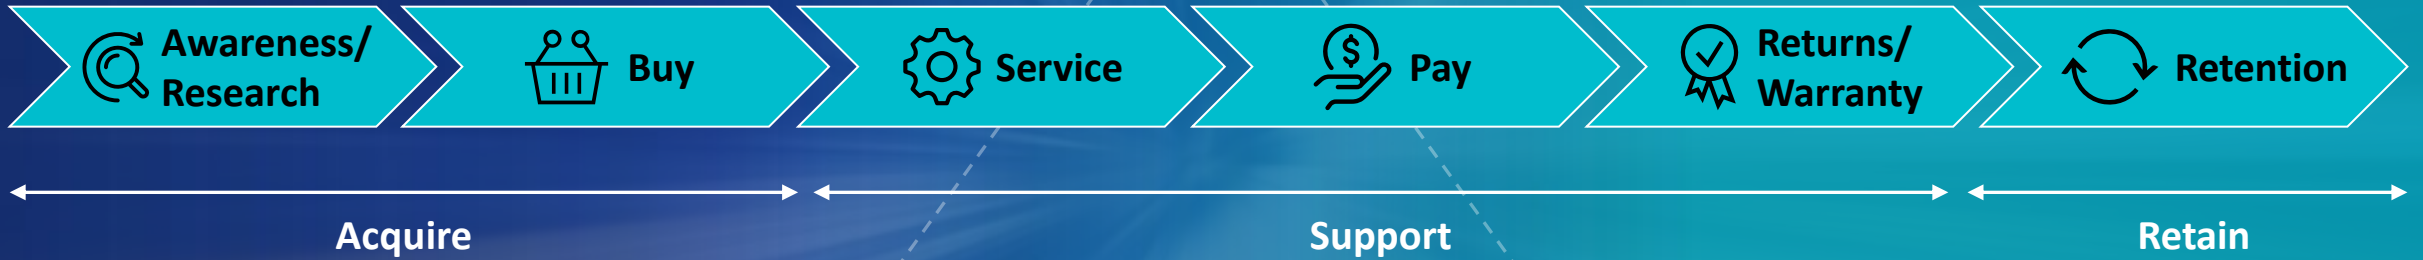 Awareness/
Research
Buy
Service
Pay
Returns/
Warranty
Retention
Acquire
Support
Retain